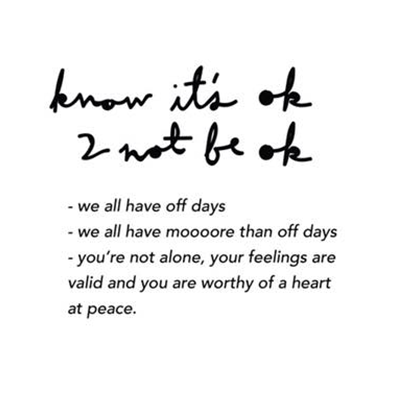 know it's ok
2 not be ok
- we all have off days
- we all have moooore than off days
- you're not alone, your feelings are
valid and you are worthy of a heart
at peace.